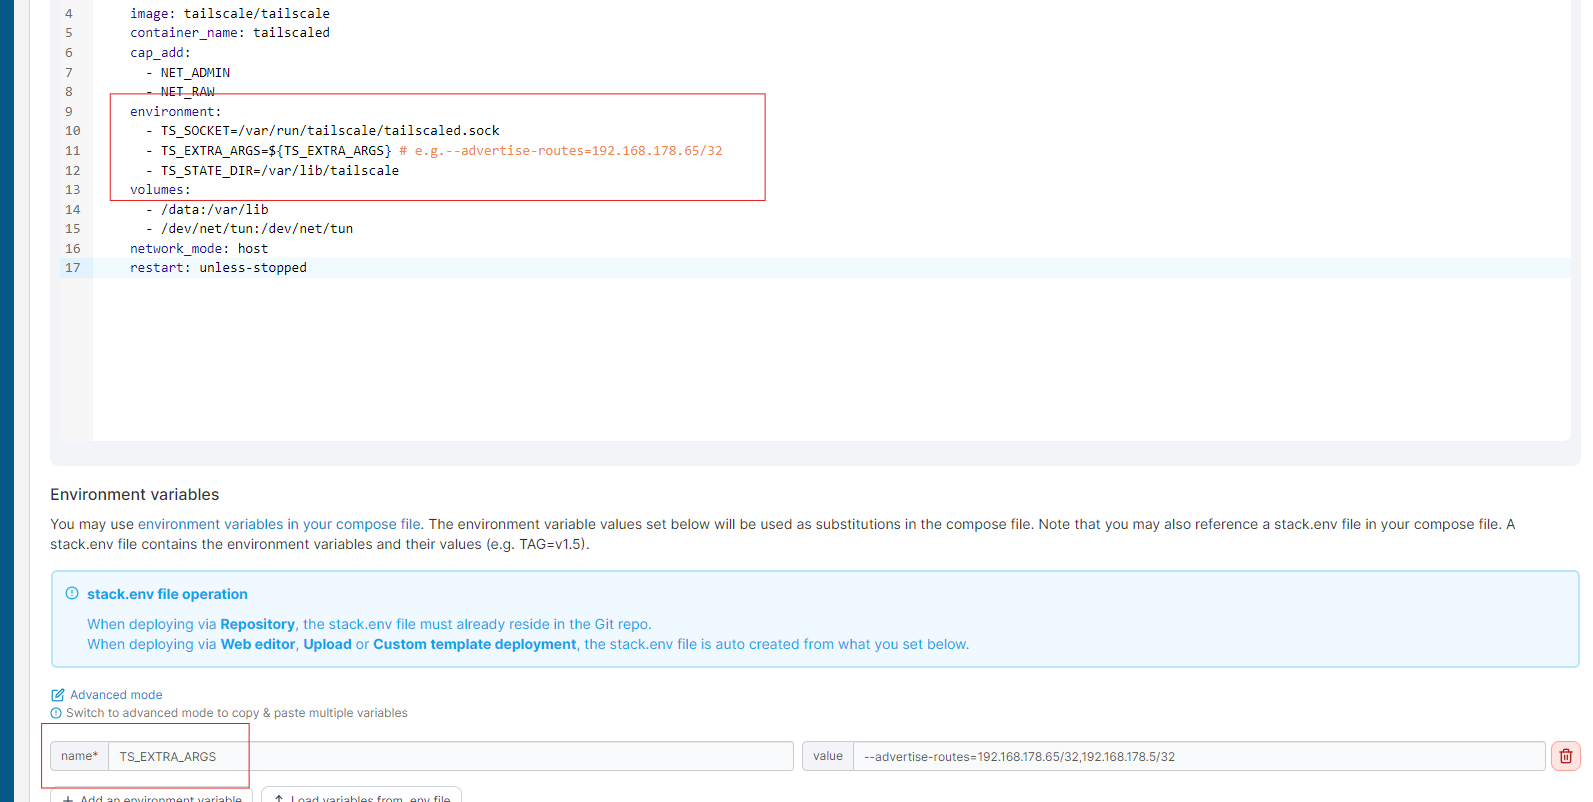 4 image: tailscale/tailscale
5 container_name: tailscaled
6 cap_add:
7 - NET_ADMIN
8 - NET_RAW
9 environment:
10 - TS_SOCKET=/var/run/tailscale/tailscaled.sock
11 - TS_EXTRA_ARGS=${TS_EXTRA_ARGS} # e.g.--advertise-routes=192.168.178.65/32
12 - TS_STATE_DIR=/var/lib/tailscale
13 volumes:
14 - /data:/var/lib
15 - /dev/net/tun:/dev/net/tun
16 network_mode: host
17 restart: unless-stopped
Environment variables
You may use environment variables in your compose file. The environment variable values set below will be used as substitutions in the compose file. Note that you may also reference a stack.env file in your compose file. A
stack.env file contains the environment variables and their values (e.g. TAG=v1.5).
stack.env file operation
When deploying via Repository, the stack.env file must already reside in the Git repo.
When deploying via Web editor, Upload or Custom template deployment, the stack.env file is auto created from what you set below.
Advanced mode
Switch to advanced mode to copy & paste multiple variables
name* TS_EXTRA_ARGS value --advertise-routes=192.168.178.65/32,192.168.178.5/32
+ Add an environment variable Load variables from .env file